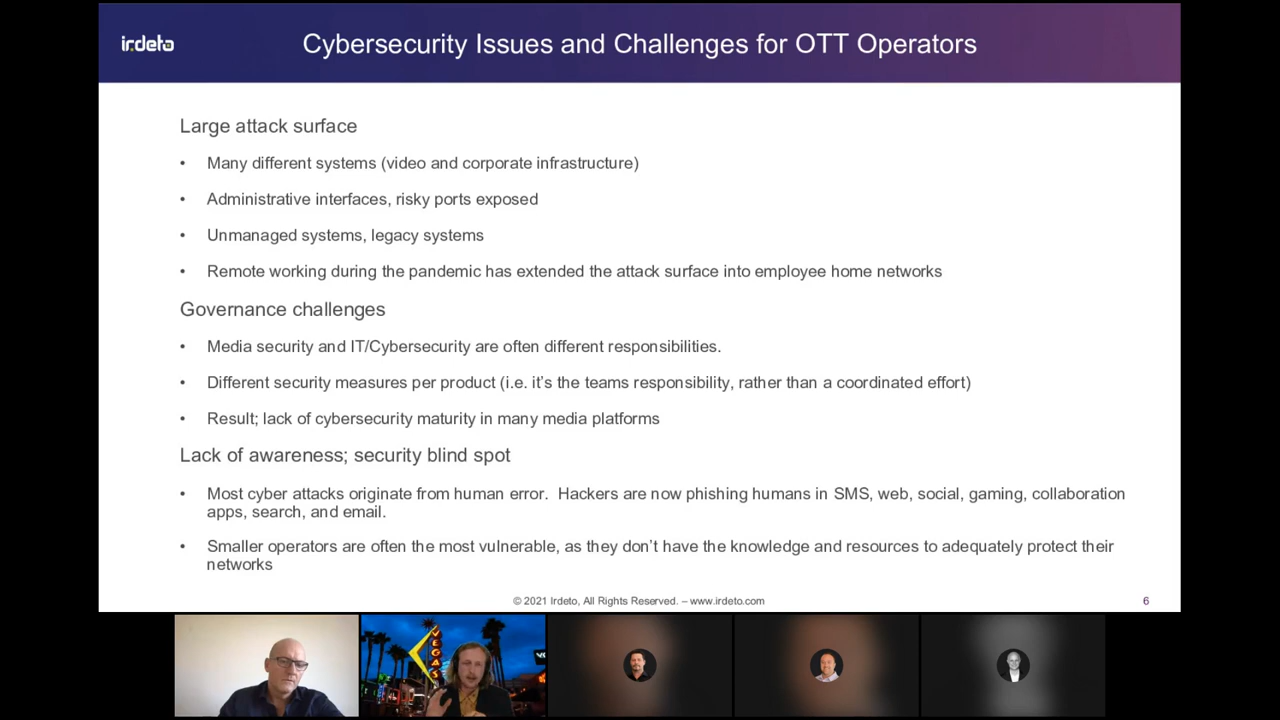 irdeto
Cybersecurity Issues and Challenges for OTT Operators
Large attack surface
• Many different systems (video and corporate infrastructure)
• Administrative interfaces, risky ports exposed
• Unmanaged systems, legacy systems
• Remote working during the pandemic has extended the attack surface into employee home networks
Governance challenges
• Media security and IT/Cybersecurity are often different responsibilities.
• Different security measures per product (i.e. it's the teams responsibility, rather than a coordinated effort)
• Result; lack of cybersecurity maturity in many media platforms
Lack of awareness; security blind spot
• Most cyber attacks originate from human error.  Hackers are now phishing humans in SMS, web, social, gaming, collaboration
apps, search, and email.
• Smaller operators are often the most vulnerable, as they don't have the knowledge and resources to adequately protect their
networks
© 2021 Irdeto, All Rights Reserved. – www.irdeto.com
6
VEGAS